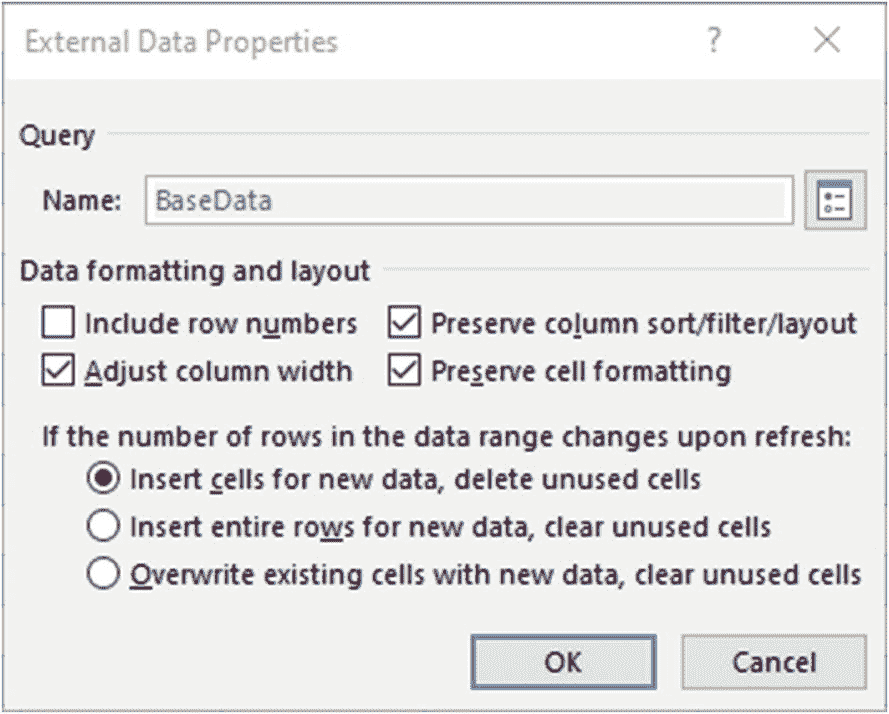 External Data Properties ?
Query
Name: BaseData
Data formatting and layout
Include row numbers Preserve column sort/filter/layout
Adjust column width Preserve cell formatting
If the number of rows in the data range changes upon refresh:
Insert cells for new data, delete unused cells
Insert entire rows for new data, clear unused cells
Overwrite existing cells with new data, clear unused cells
OK Cancel